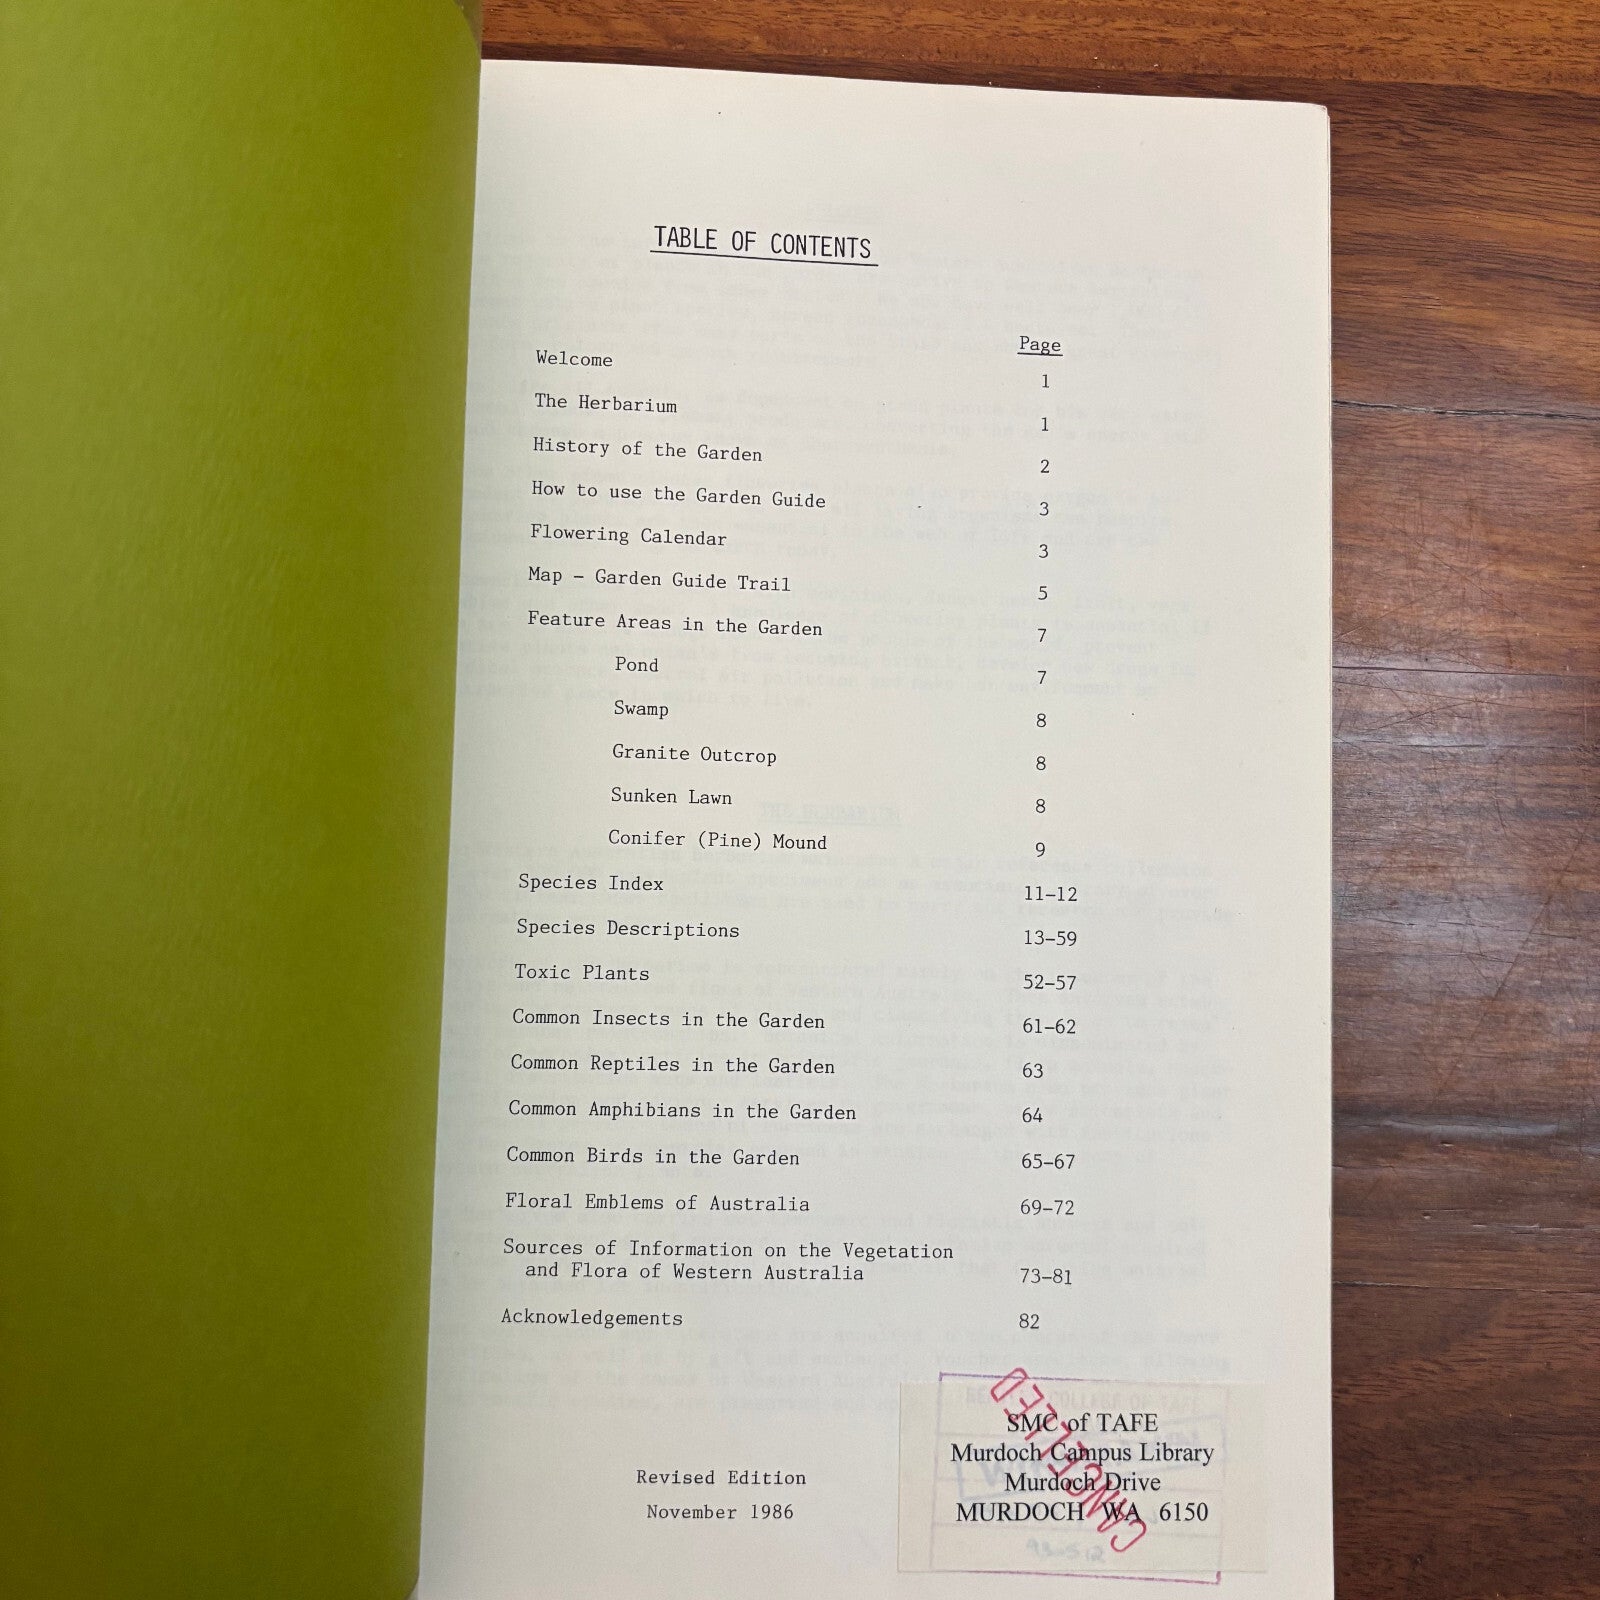 TABLE OF CONTENTS
Page
Welcome 1
The Herbarium 1
History of the Garden 2
How to use the Garden Guide 3
Flowering Calendar 3
Map - Garden Guide Trail 5
Feature Areas in the Garden 7
Pond 7
Swamp 8
Granite Outcrop 8
Sunken Lawn 8
Conifer (Pine) Mound 9
Species Index 11-12
Species Descriptions 13-59
Toxic Plants 52-57
Common Insects in the Garden 61-62
Common Reptiles in the Garden 63
Common Amphibians in the Garden 64
Common Birds in the Garden 65-67
Floral Emblems of Australia 69-72
Sources of Information on the Vegetation
and Flora of Western Australia 73-81
Acknowledgements 82
Revised Edition
November 1986
SMC of TAFE
Murdoch Campus Library
Murdoch Drive
MURDOCH WA 6150
CANCELLED